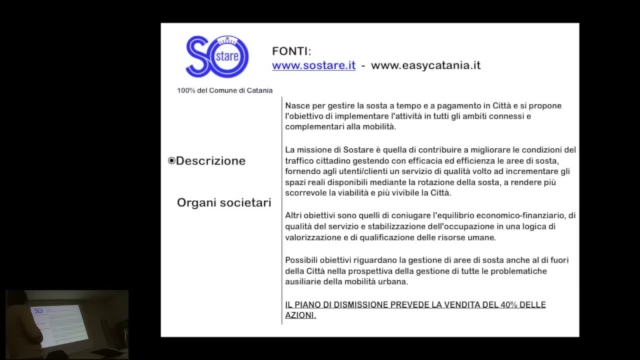 SOstare
FONTI:
www.sostare.it - www.easycatania.it
100% del Comune di Catania
Nasce per gestire la sosta a tempo e a pagamento in Città e si propone
l'obiettivo di implementare l'attività in tutti gli ambiti connessi e
complementari alla mobilità.
La missione di Sostare è quella di contribuire a migliorare le condizioni del
traffico cittadino gestendo con efficacia ed efficienza le aree di sosta,
fornendo agli utenti/clienti un servizio di qualità volto ad incrementare gli
spazi reali disponibili mediante la rotazione della sosta, a rendere più
scorrevole la viabilità e più vivibile la Città.
Descrizione
Organi societari
Altri obiettivi sono quelli di coniugare l'equilibrio economico-finanziario, di
qualità del servizio e stabilizzazione dell'occupazione in una logica di
valorizzazione e di qualificazione delle risorse umane.
Possibili obiettivi riguardano la gestione di aree di sosta anche al di fuori
della Città nella prospettiva della gestione di tutte le problematiche
ausiliarie della mobilità urbana.
IL PIANO DI DISMISSIONE PREVEDE LA VENDITA DEL 40% DELLE
AZIONI.